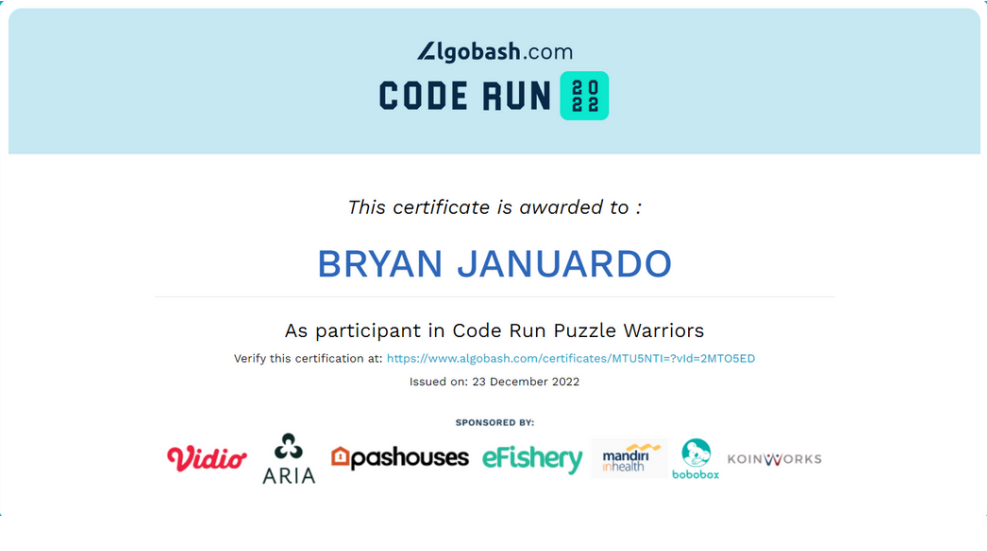 Algobash.com
CODE RUN 2022
This certificate is awarded to :
BRYAN JANUARDO
As participant in Code Run Puzzle Warriors
Verify this certification at: https://www.algobash.com/certificates/MTU5NTI=?vId=2MTO5ED
Issued on: 23 December 2022
SPONSORED BY:
Vidio ARIA pashouses eFishery mandiri inhealth bobobox KOINWORKS